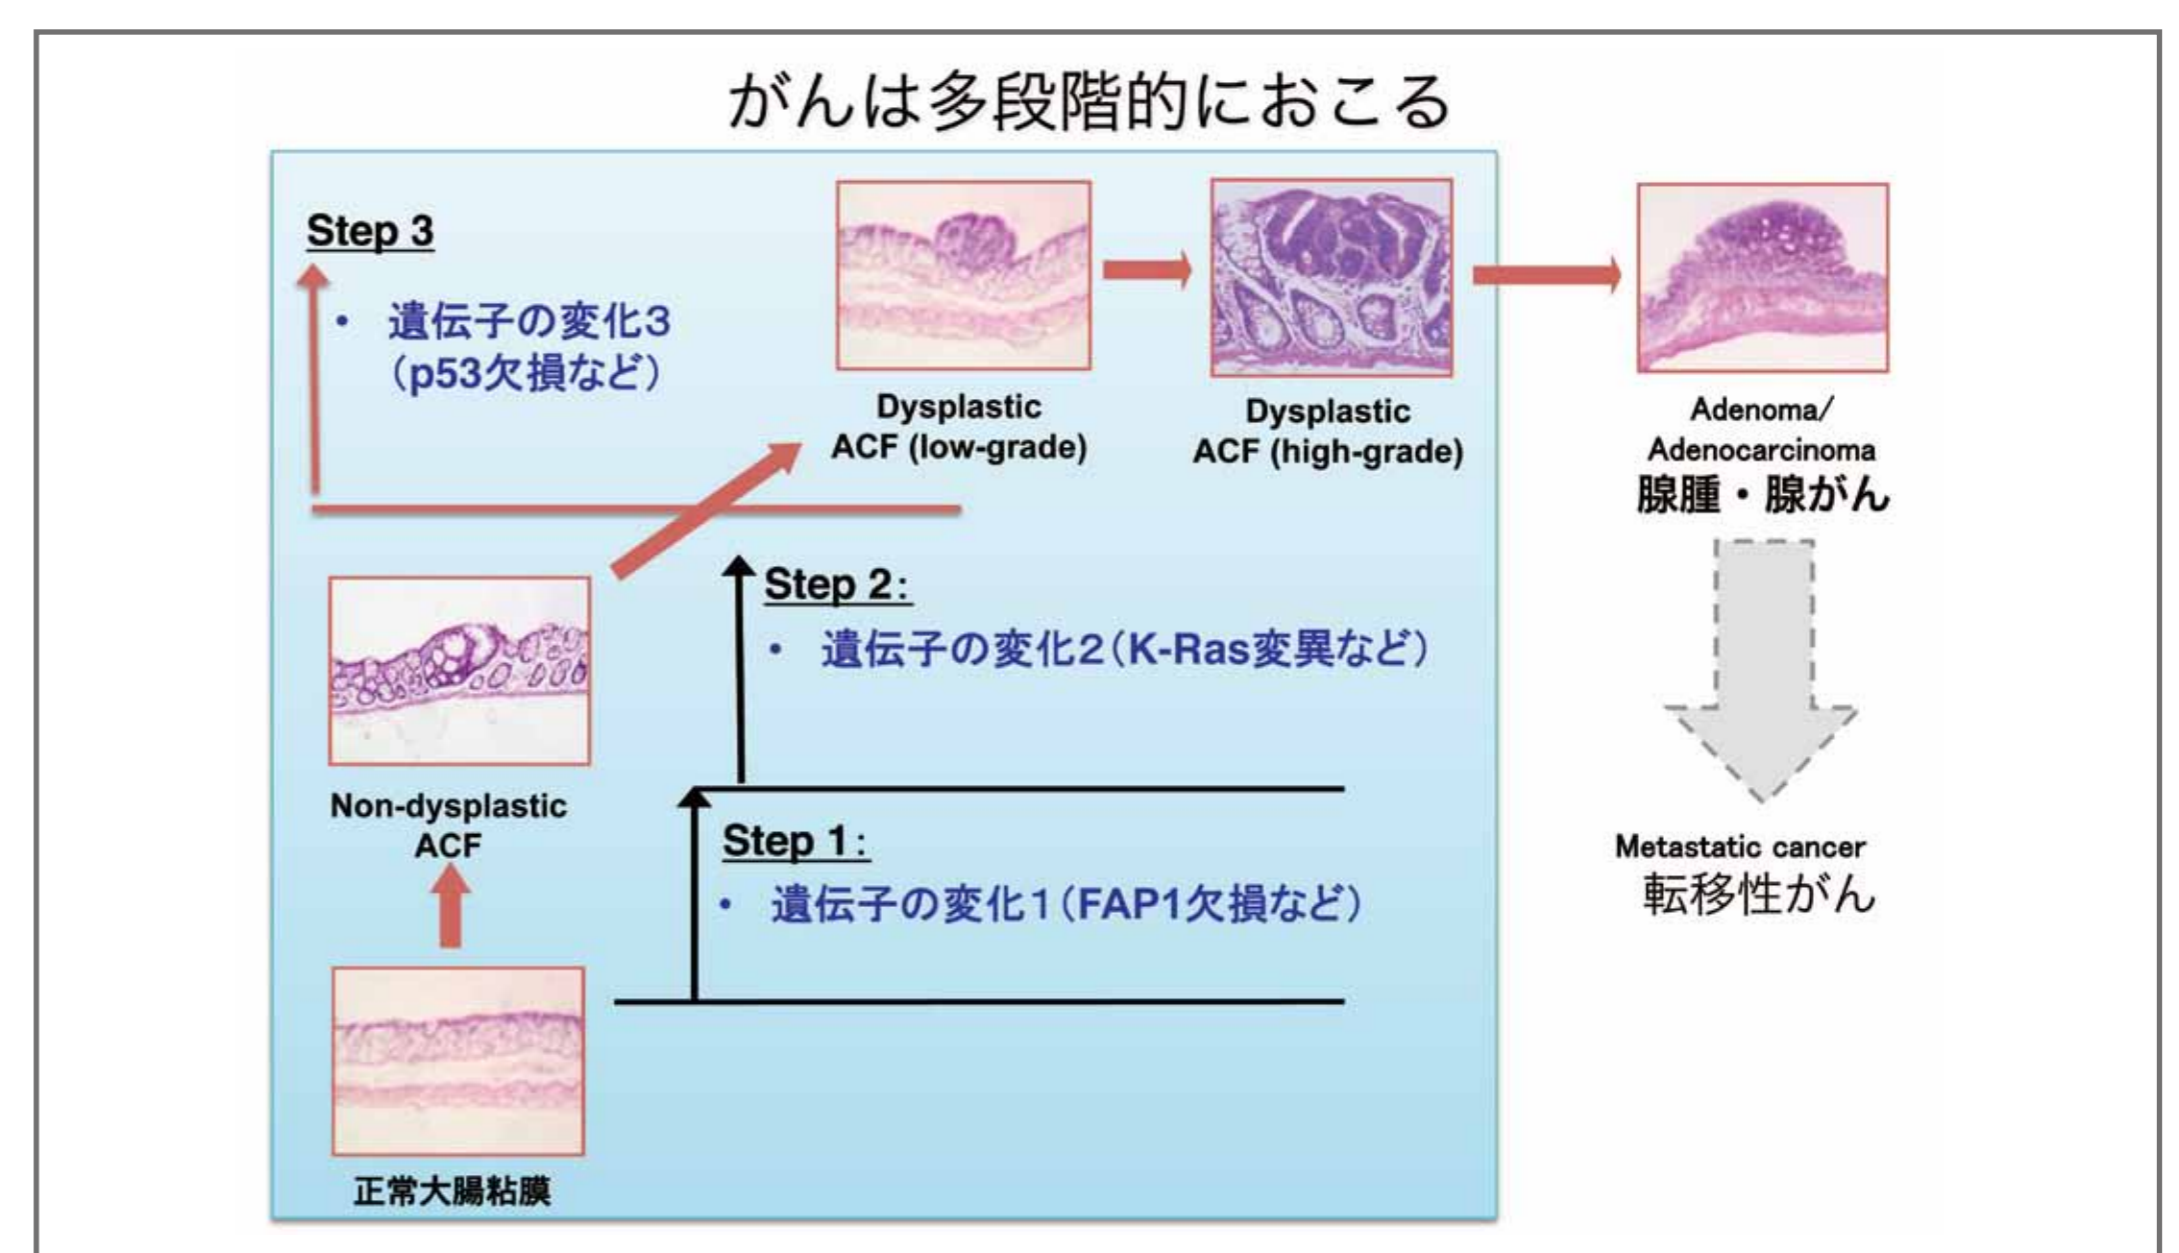 がんは多段階的におこる
Step 3
• 遺伝子の変化3
（p53欠損など）
Dysplastic
ACF (low-grade)
Dysplastic
ACF (high-grade)
Adenoma/
Adenocarcinoma
腺腫・腺がん
Step 2：
• 遺伝子の変化2（K-Ras変異など）
Non-dysplastic
ACF
Step 1：
• 遺伝子の変化1（FAP1欠損など）
Metastatic cancer
転移性がん
正常大腸粘膜